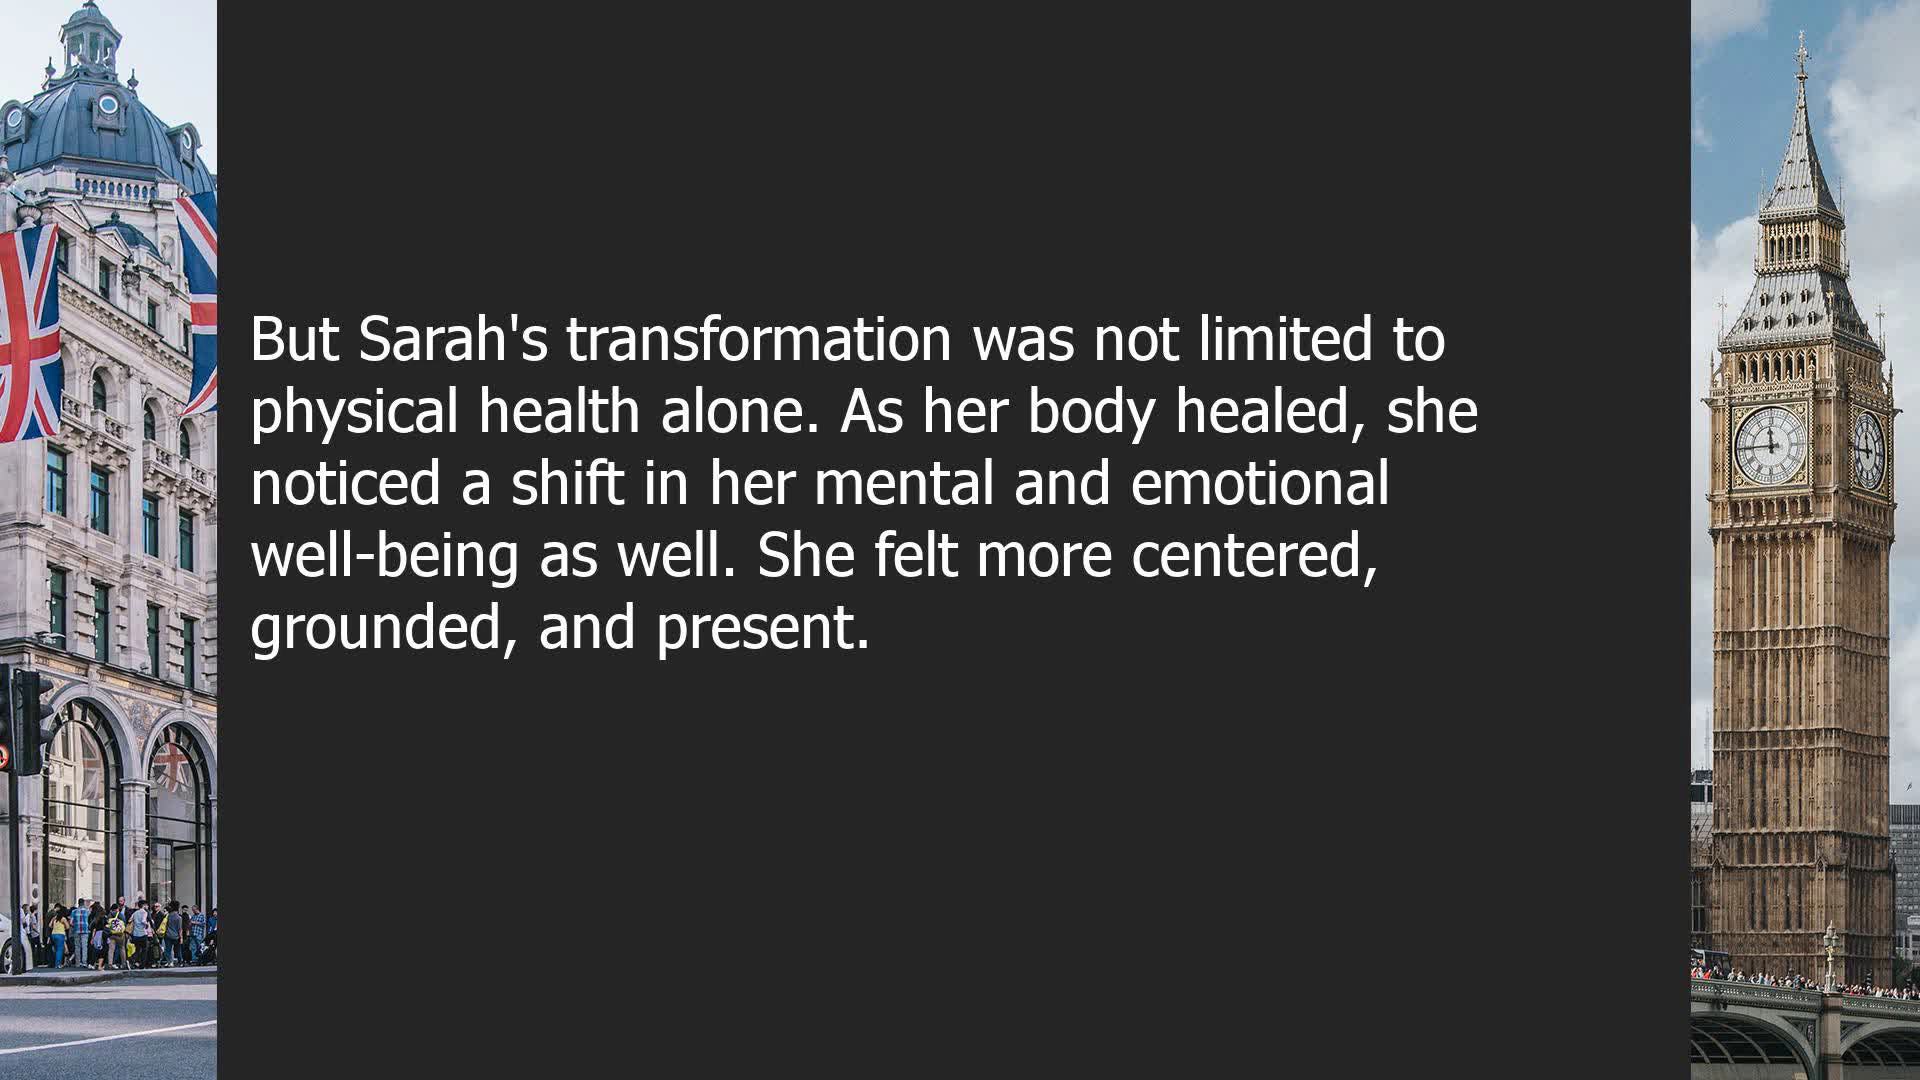 But Sarah's transformation was not limited to
physical health alone. As her body healed, she
noticed a shift in her mental and emotional
well-being as well. She felt more centered,
grounded, and present.